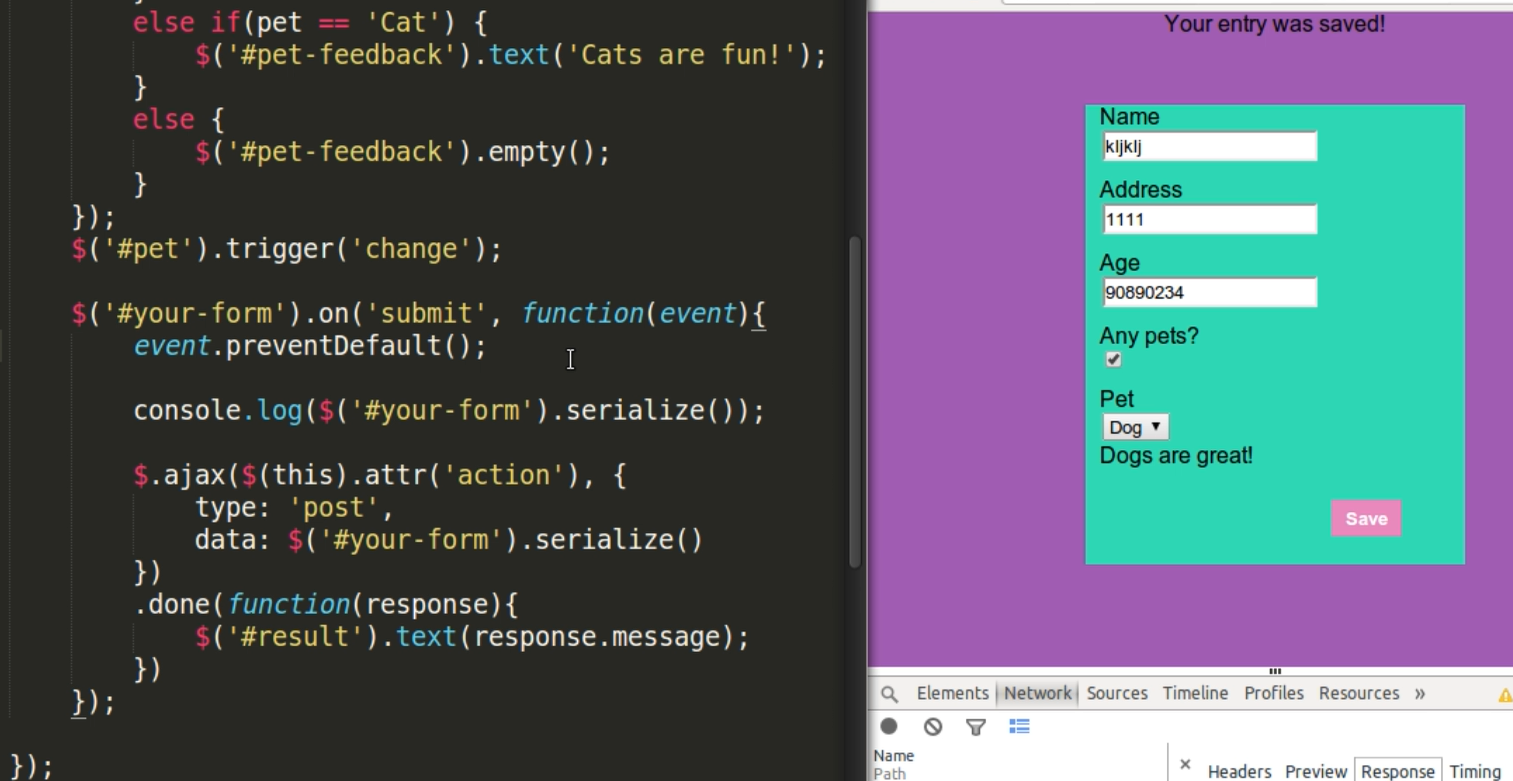 else if(pet == 'Cat') {
$('#pet-feedback').text('Cats are fun!');
}
else {
$('#pet-feedback').empty();
}
});
$('#pet').trigger('change');
$('#your-form').on('submit', function(event){
event.preventDefault();
console.log($('#your-form').serialize());
$.ajax($(this).attr('action'), {
type: 'post',
data: $('#your-form').serialize()
})
.done(function(response){
$('#result').text(response.message);
})
});
});
Your entry was saved!
Name
kljklj
Address
1111
Age
90890234
Any pets?
Pet
Dog ▼
Dogs are great!
Save
Elements Network Sources Timeline Profiles Resources »
Name
Path
× Headers Preview Response Timing